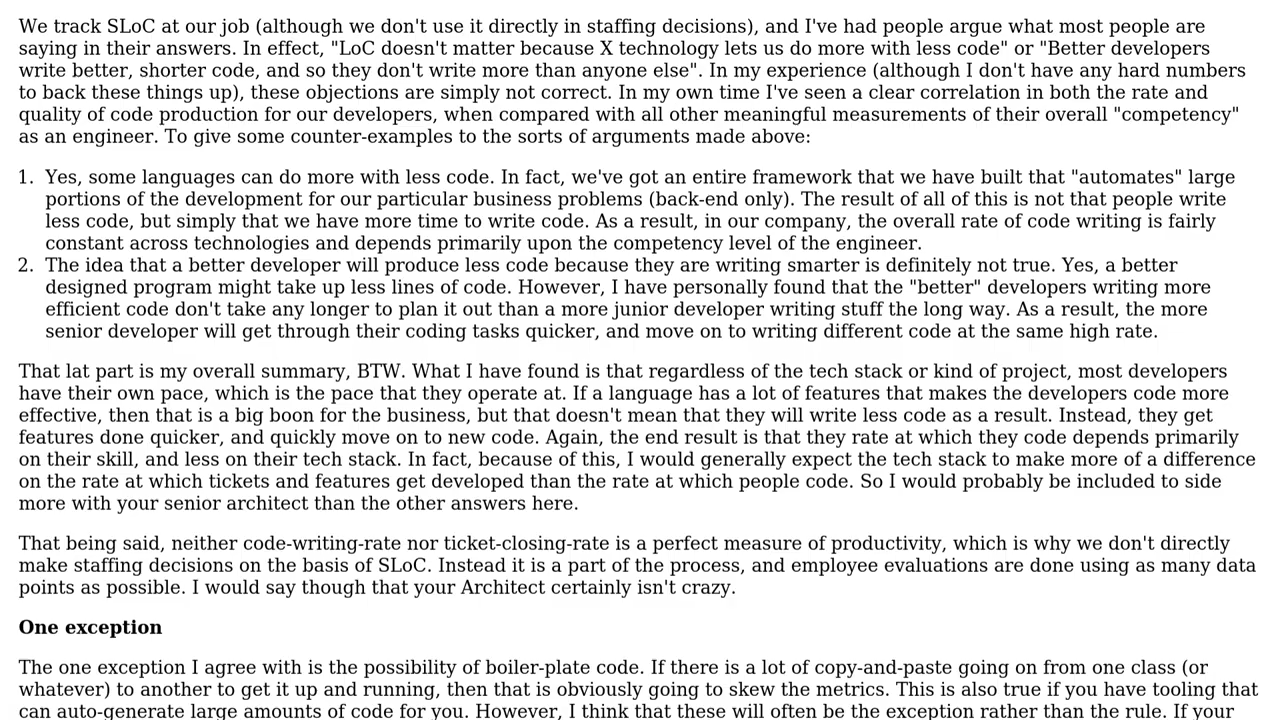 We track SLoC at our job (although we don't use it directly in staffing decisions), and I've had people argue what most people are
saying in their answers. In effect, "LoC doesn't matter because X technology lets us do more with less code" or "Better developers
write better, shorter code, and so they don't write more than anyone else". In my experience (although I don't have any hard numbers
to back these things up), these objections are simply not correct. In my own time I've seen a clear correlation in both the rate and
quality of code production for our developers, when compared with all other meaningful measurements of their overall "competency"
as an engineer. To give some counter-examples to the sorts of arguments made above:
1. Yes, some languages can do more with less code. In fact, we've got an entire framework that we have built that "automates" large
portions of the development for our particular business problems (back-end only). The result of all of this is not that people write
less code, but simply that we have more time to write code. As a result, in our company, the overall rate of code writing is fairly
constant across technologies and depends primarily upon the competency level of the engineer.
2. The idea that a better developer will produce less code because they are writing smarter is definitely not true. Yes, a better
designed program might take up less lines of code. However, I have personally found that the "better" developers writing more
efficient code don't take any longer to plan it out than a more junior developer writing stuff the long way. As a result, the more
senior developer will get through their coding tasks quicker, and move on to writing different code at the same high rate.
That lat part is my overall summary, BTW. What I have found is that regardless of the tech stack or kind of project, most developers
have their own pace, which is the pace that they operate at. If a language has a lot of features that makes the developers code more
effective, then that is a big boon for the business, but that doesn't mean that they will write less code as a result. Instead, they get
features done quicker, and quickly move on to new code. Again, the end result is that they rate at which they code depends primarily
on their skill, and less on their tech stack. In fact, because of this, I would generally expect the tech stack to make more of a difference
on the rate at which tickets and features get developed than the rate at which people code. So I would probably be included to side
more with your senior architect than the other answers here.
That being said, neither code-writing-rate nor ticket-closing-rate is a perfect measure of productivity, which is why we don't directly
make staffing decisions on the basis of SLoC. Instead it is a part of the process, and employee evaluations are done using as many data
points as possible. I would say though that your Architect certainly isn't crazy.
One exception
The one exception I agree with is the possibility of boiler-plate code. If there is a lot of copy-and-paste going on from one class (or
whatever) to another to get it up and running, then that is obviously going to skew the metrics. This is also true if you have tooling that
can auto-generate large amounts of code for you. However, I think that these will often be the exception rather than the rule. If your